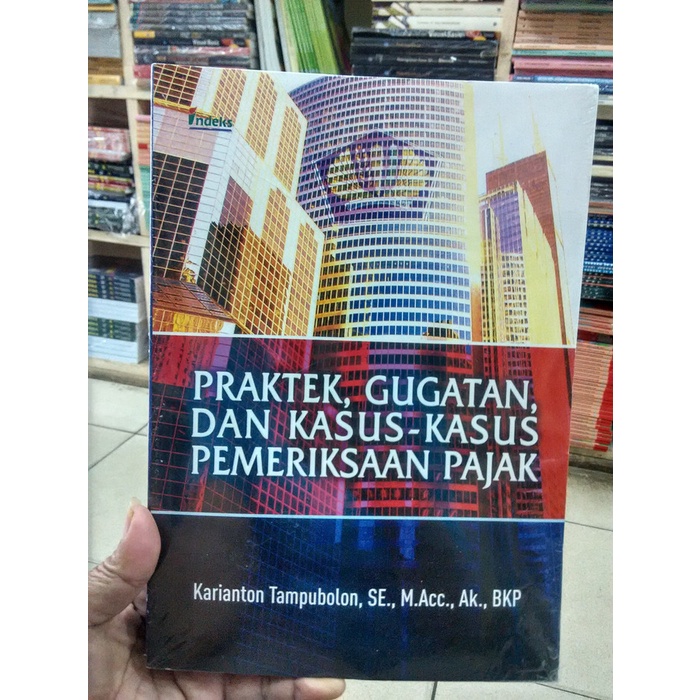 Indeks
PRAKTEK, GUGATAN,
DAN KASUS-KASUS
PEMERIKSAAN PAJAK
Karianton Tampubolon, SE., M.Acc., Ak., BKP